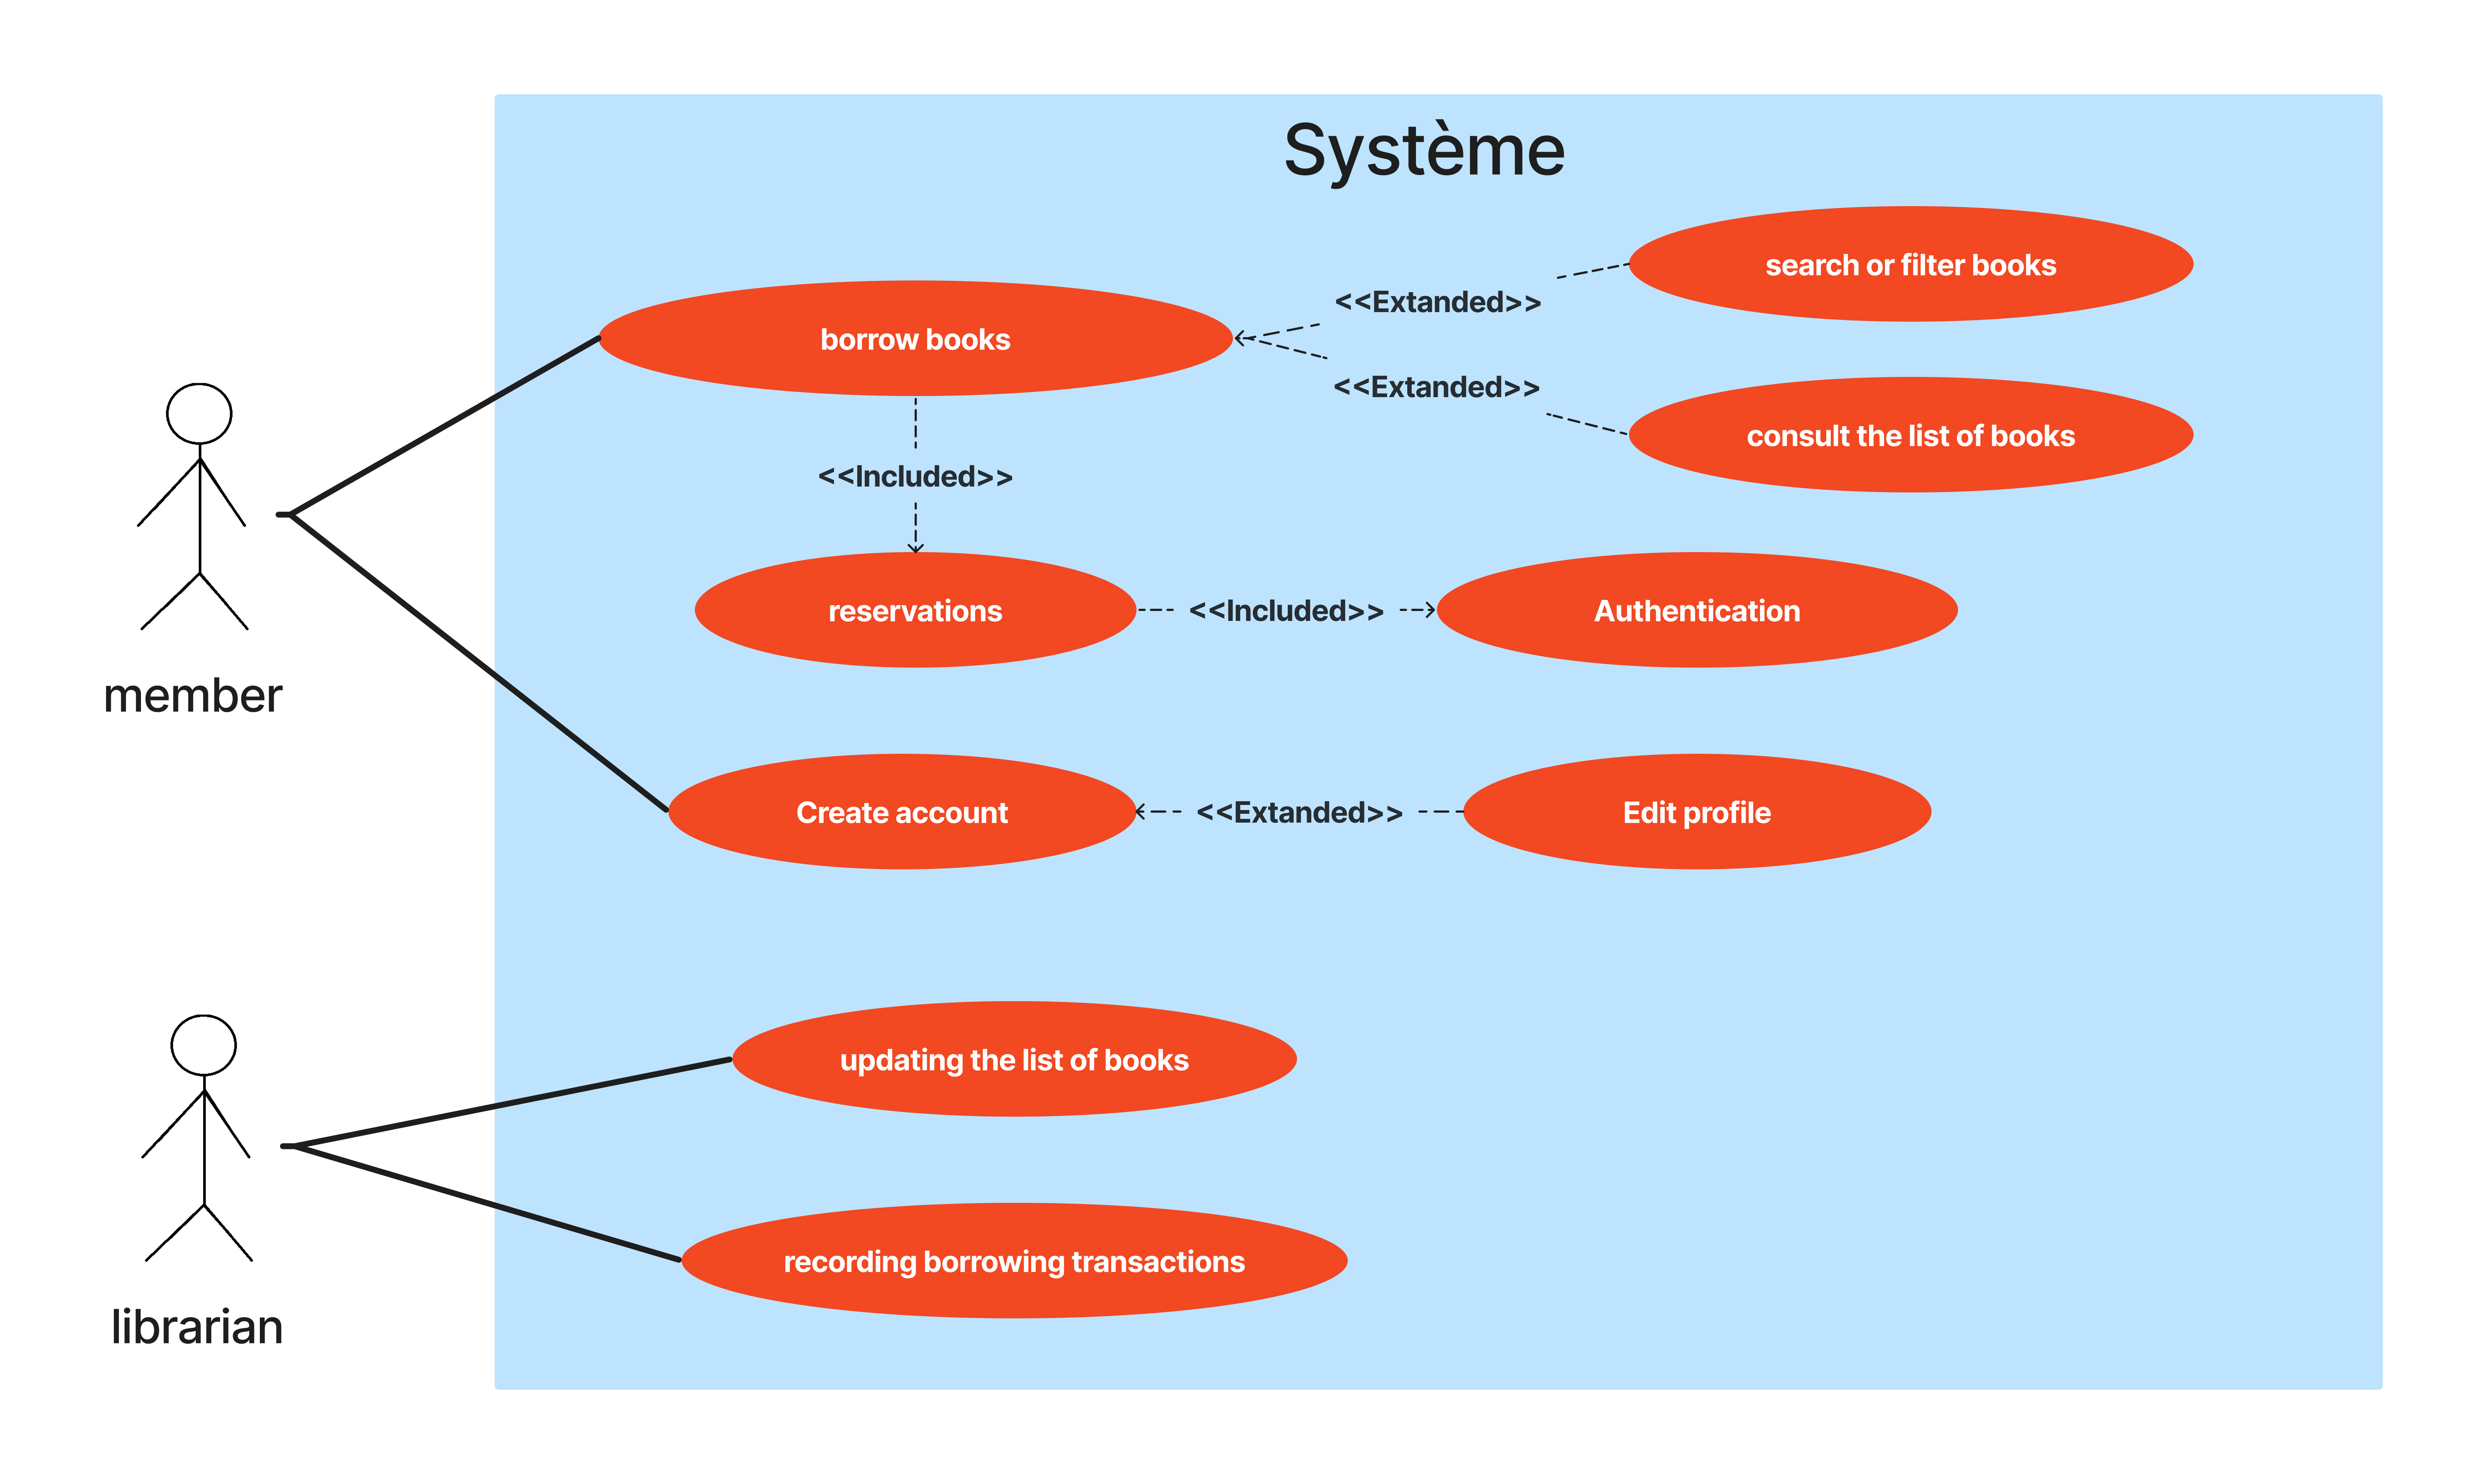 Système
search or filter books
<<Extanded>>
borrow books
<<Extanded>>
consult the list of books
<<Included>>
reservations
<<Included>>
Authentication
member
Create account
<<Extanded>>
Edit profile
updating the list of books
recording borrowing transactions
librarian